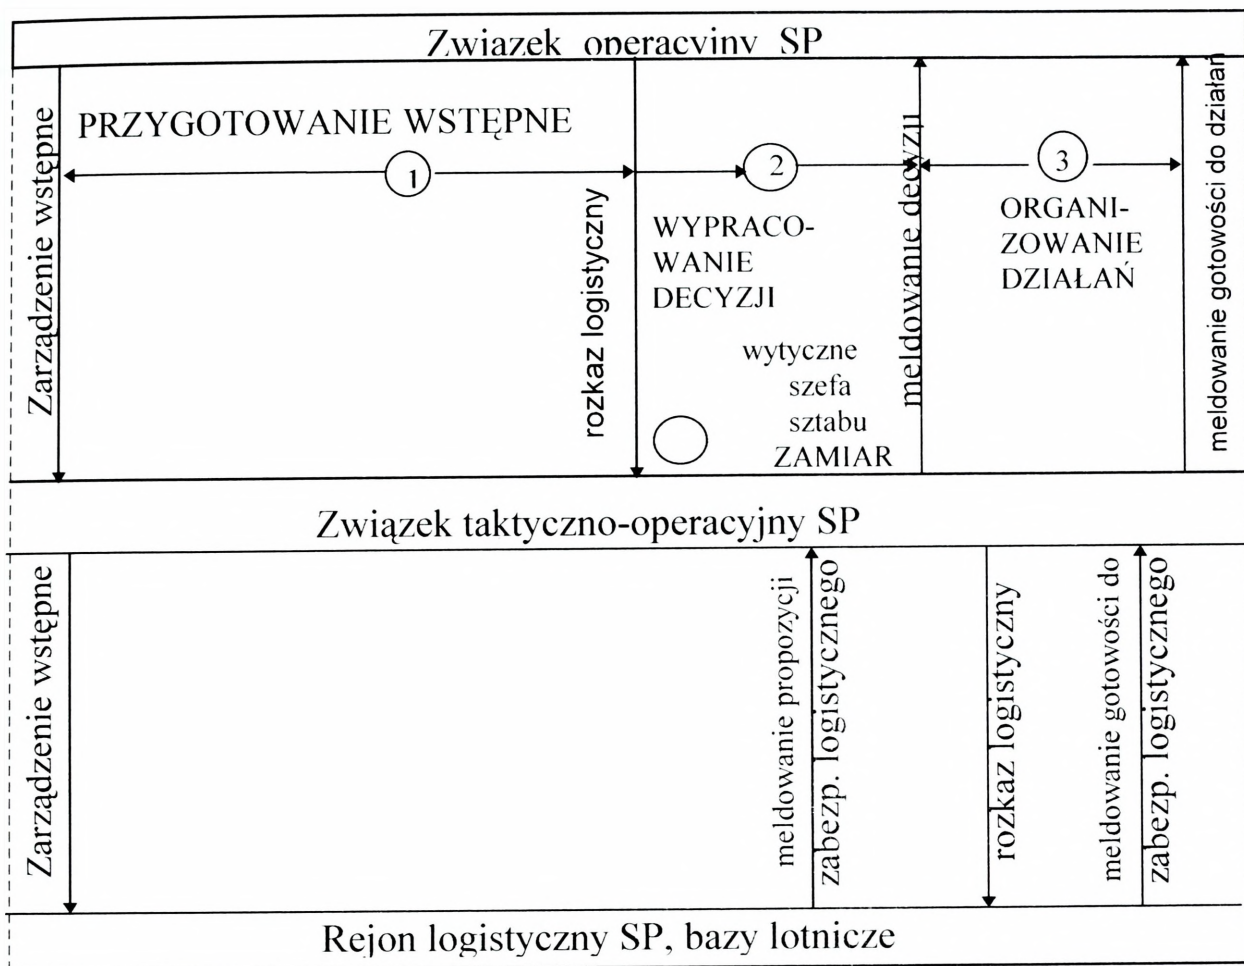 Związek operacyjny SP
Zarządzenie wstępne
PRZYGOTOWANIE WSTĘPNE
1
rozkaz logistyczny
2
WYPRACO-
WANIE
DECYZJI
wytyczne
szefa
sztabu
ZAMIAR
meldowanie decyzji
3
ORGANI-
ZOWANIE
DZIAŁAŃ
meldowanie gotowości do działań
Związek taktyczno-operacyjny SP
Zarządzenie wstępne
meldowanie propozycji
zabezp. logistycznego
rozkaz logistyczny
meldowanie gotowości do
zabezp. logistycznego
Rejon logistyczny SP, bazy lotnicze